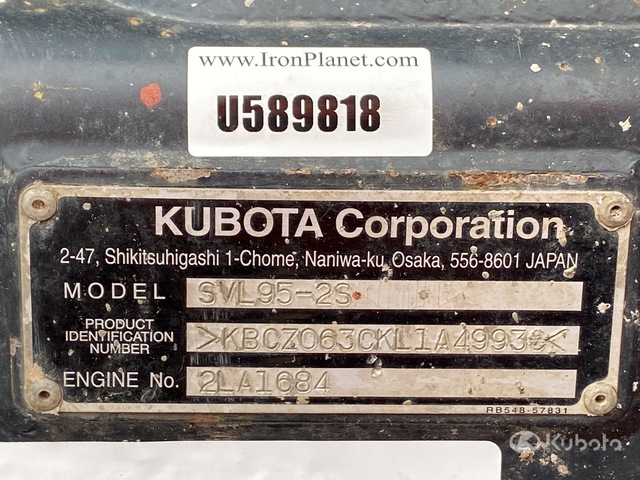 www.IronPlanet.com
U589818
KUBOTA Corporation
2-47, Shikitsuhigashi 1-Chome, Naniwa-ku, Osaka, 556-8601 JAPAN
MODEL SVL95-2S
PRODUCT
IDENTIFICATION
NUMBER
ENGINE No. 2LA1684
RB548-57831
Kubota